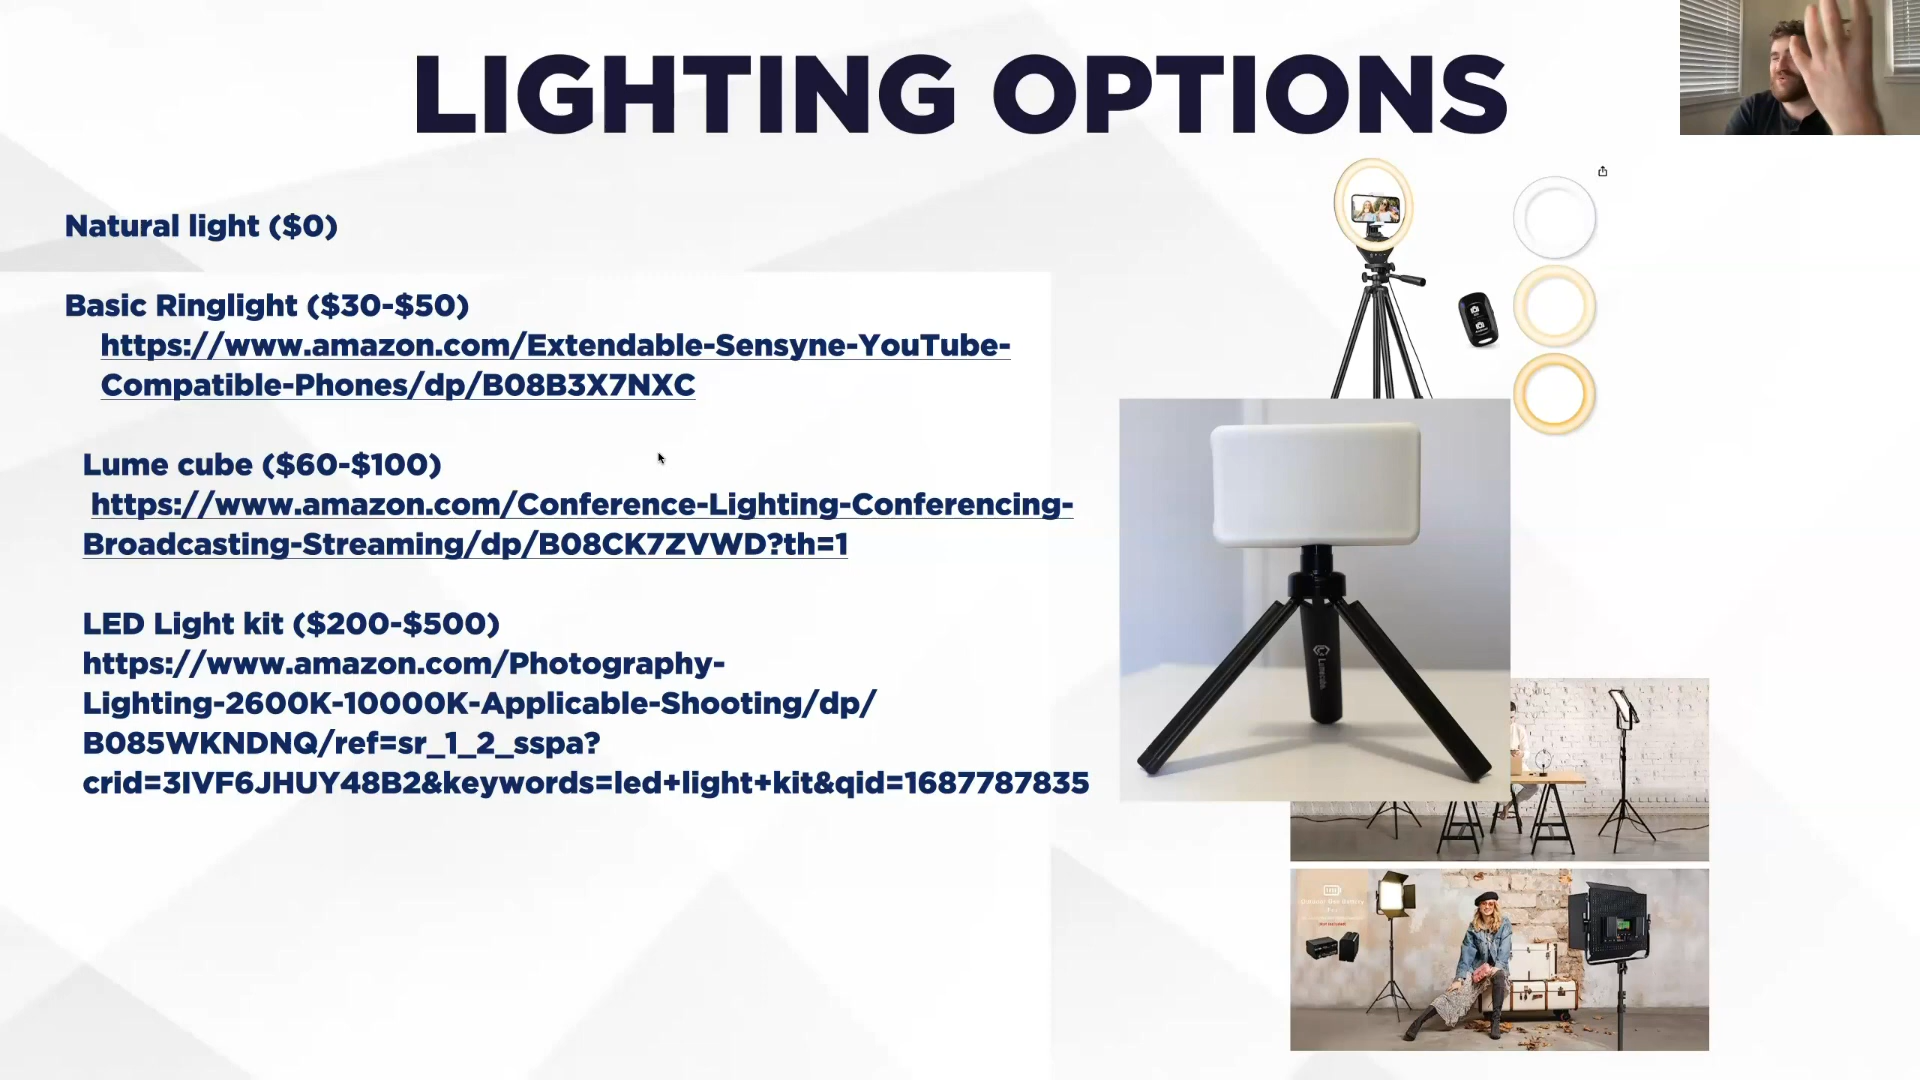 LIGHTING OPTIONS
Natural light ($0)
Basic Ringlight ($30-$50)
https://www.amazon.com/Extendable-Sensyne-YouTube-
Compatible-Phones/dp/B08B3X7NXC
Lume cube ($60-$100)
https://www.amazon.com/Conference-Lighting-Conferencing-
Broadcasting-Streaming/dp/B08CK7ZVWD?th=1
LED Light kit ($200-$500)
https://www.amazon.com/Photography-
Lighting-2600K-10000K-Applicable-Shooting/dp/
B085WKNDNQ/ref=sr_1_2_sspa?
crid=3IVF6JHUY48B2&keywords=led+light+kit&qid=1687787835
Lumecube